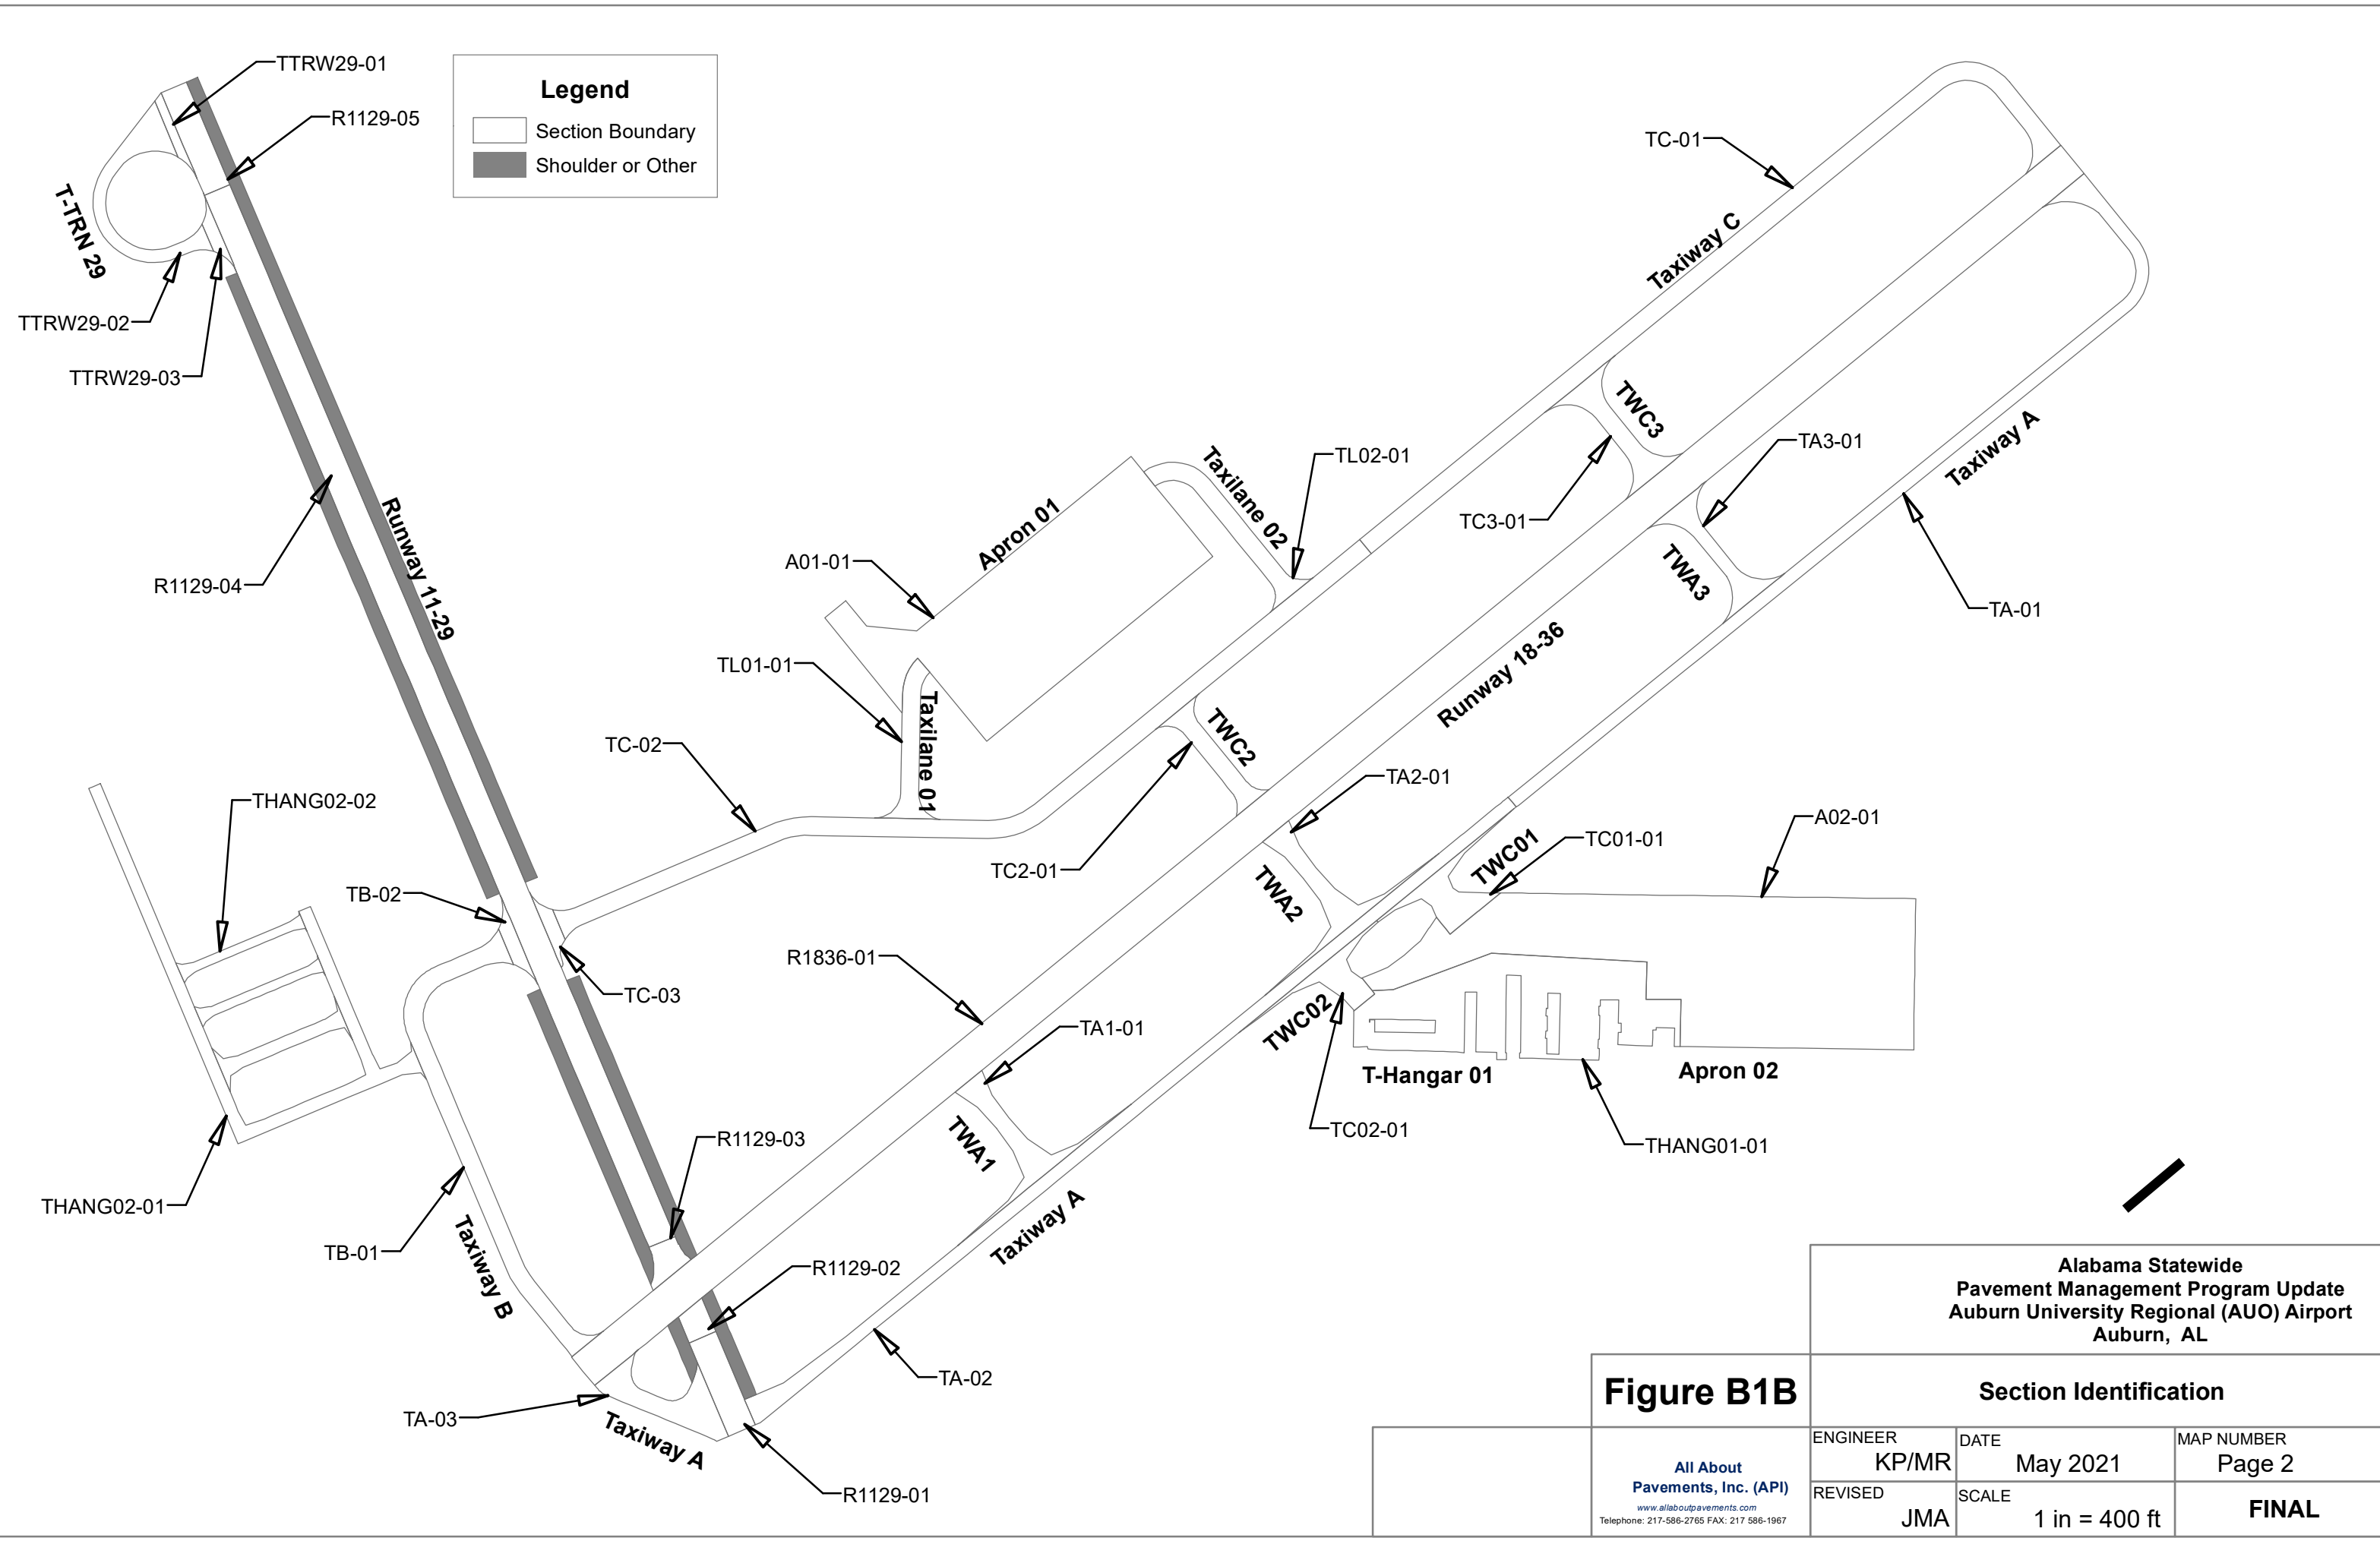 TTRW29-01
R1129-05
Legend
Section Boundary
Shoulder or Other
TC-01
T-TRN 29
Taxiway C
TTRW29-02
TTRW29-03
TWC3
TA3-01
Taxiway A
Taxilane 02
TL02-01
TC3-01
Runway 11-29
Apron 01
A01-01
R1129-04
TWA3
TA-01
Runway 18-36
TL01-01
Taxilane 01
TC-02
TWC2
TA2-01
THANG02-02
A02-01
TWC01
TC01-01
TC2-01
TB-02
TWA2
R1836-01
TC-03
TWC02
TA1-01
T-Hangar 01
Apron 02
TC02-01
THANG01-01
R1129-03
TWA1
THANG02-01
TB-01
Taxiway B
Taxiway A
R1129-02
TA-02
TA-03
Taxiway A
R1129-01
Alabama Statewide
Pavement Management Program Update
Auburn University Regional (AUO) Airport
Auburn, AL
Figure B1B
Section Identification
All About
Pavements, Inc. (API)
www.allaboutpavements.com
Telephone: 217-586-2765 FAX: 217 586-1967
ENGINEER
KP/MR
DATE
May 2021
MAP NUMBER
Page 2
REVISED
JMA
SCALE
1 in = 400 ft
FINAL